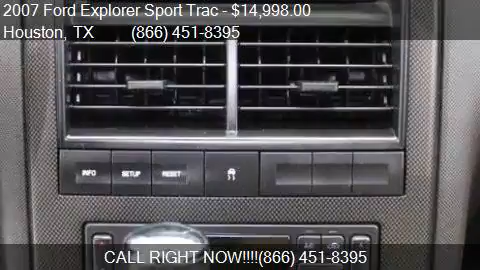 2007 Ford Explorer Sport Trac - $14,998.00
Houston, TX (866) 451-8395
INFO SETUP RESET
CALL RIGHT NOW!!!!(866) 451-8395